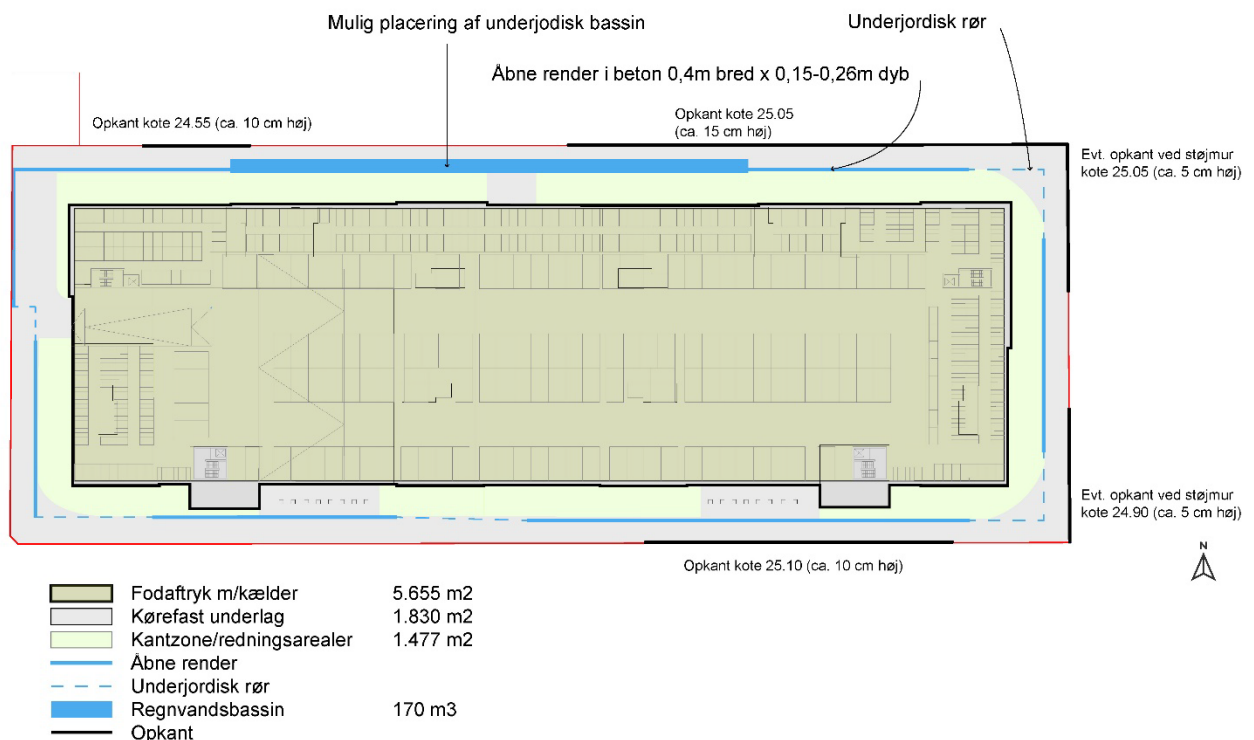 Mulig placering af underjodisk bassin
Underjordisk rør
Åbne render i beton 0,4m bred x 0,15-0,26m dyb
Opkant kote 24.55 (ca. 10 cm høj)
Opkant kote 25.05
(ca. 15 cm høj)
Evt. opkant ved støjmur
kote 25.05 (ca. 5 cm høj)
Evt. opkant ved støjmur
kote 24.90 (ca. 5 cm høj)
Opkant kote 25.10 (ca. 10 cm høj)
N
Fodaftryk m/kælder 5.655 m2
Kørefast underlag 1.830 m2
Kantzone/redningsarealer 1.477 m2
Åbne render
Underjordisk rør
Regnvandsbassin 170 m3
Opkant